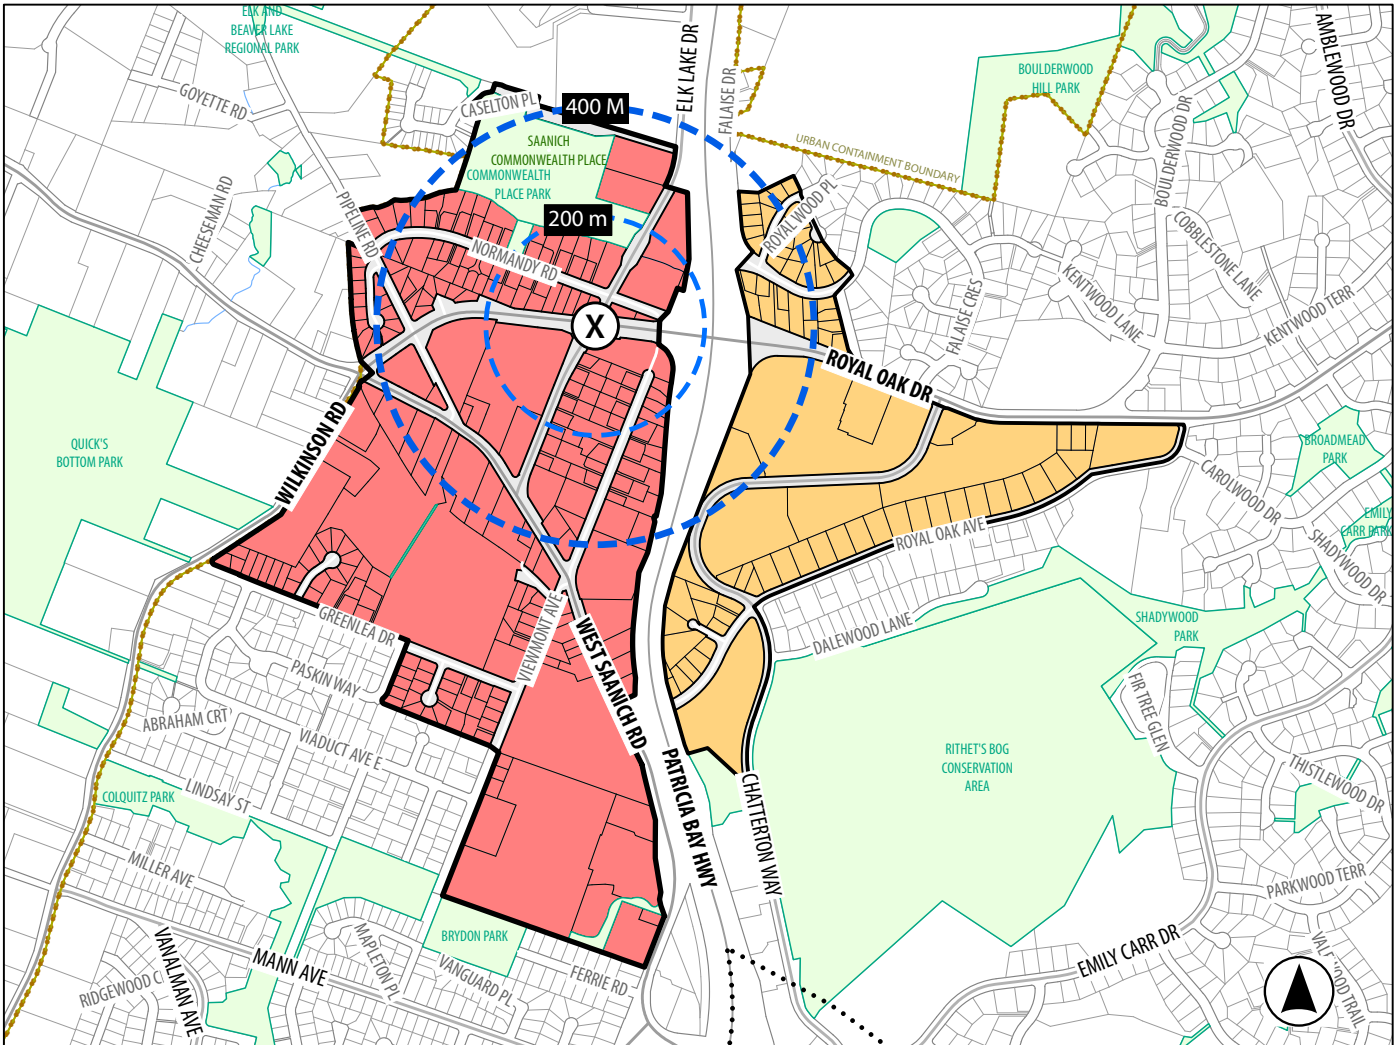 ELK AND
BEAVER LAKE
REGIONAL PARK
ELK LAKE DR
FALAISE DR
AMBLEWOOD DR
BOULDERWOOD
HILL PARK
GOYETTE RD
CASELTON PL
400 M
BOULDERWOOD DR
SAANICH
COMMONWEALTH PLACE
COMMONWEALTH
PLACE PARK
URBAN CONTAINMENT BOUNDARY
CHEESEMAN RD
PIPELINE RD
200 m
ROYAL WOOD PL
COBBLESTONE LANE
NORMANDY RD
KENTWOOD LANE
FALAISE CRES
KENTWOOD TERR
X
ROYAL OAK DR
WILKINSON RD
QUICK'S
BOTTOM PARK
BROADMEAD
PARK
CAROLWOOD DR
EMILY
CARR PARK
ROYAL OAK AVE
SHADYWOOD DR
GREENLEA DR
VIEWMONT AVE
WEST SAANICH RD
DALEWOOD LANE
SHADYWOOD
PARK
PASKIN WAY
FIR TREE GLEN
ABRAHAM CRT
VIADUCT AVE E
RITHET'S BOG
CONSERVATION
AREA
PATRICIA BAY HWY
CHATTERTON WAY
THISTLEWOOD DR
COLQUITZ PARK
LINDSAY ST
MILLER AVE
PARKWOOD TERR
BRYDON PARK
MAPLETON PL
VANALMAN AVE
MANN AVE
VANGUARD PL
FERRIE RD
EMILY CARR DR
RIDGEWOOD C
TRAIL